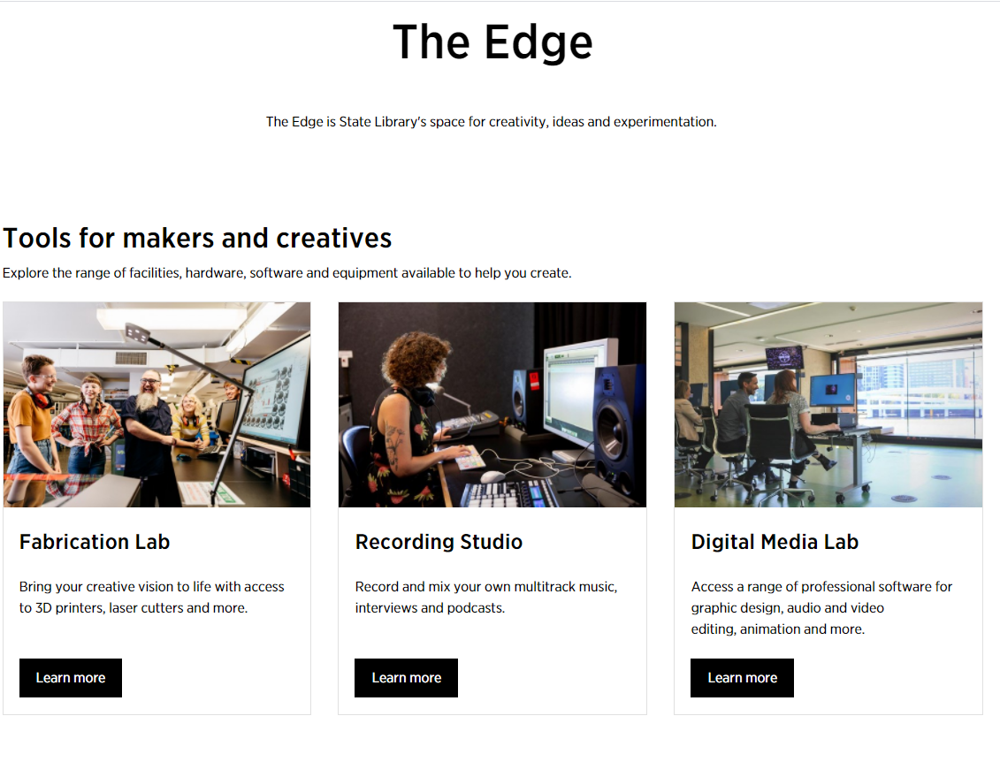 The Edge
The Edge is State Library's space for creativity, ideas and experimentation.
Tools for makers and creatives
Explore the range of facilities, hardware, software and equipment available to help you create.
Fabrication Lab
Bring your creative vision to life with access
to 3D printers, laser cutters and more.
Learn more
Recording Studio
Record and mix your own multitrack music,
interviews and podcasts.
Learn more
Digital Media Lab
Access a range of professional software for
graphic design, audio and video
editing, animation and more.
Learn more